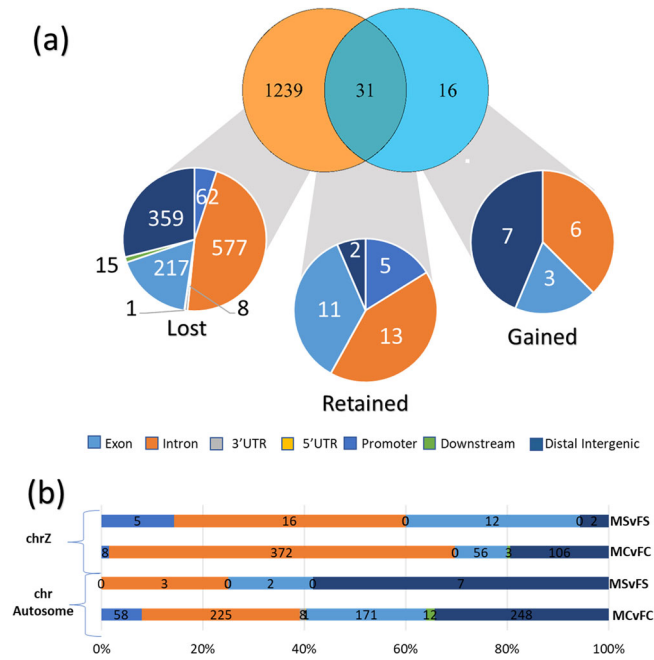 (a)
1239
31
16
62
359
577
217
15
1
8
Lost
2
5
11
13
Retained
7
6
3
Gained
Exon Intron 3'UTR 5'UTR Promoter Downstream Distal Intergenic
(b)
chrZ
5 16 0 12 0 2 MSvFS
8 372 0 56 3 106 MCvFC
chr
Autosome
0 3 0 2 0 7 MSvFS
58 225 8 1 171 12 248 MCvFC
0% 20% 40% 60% 80% 100%